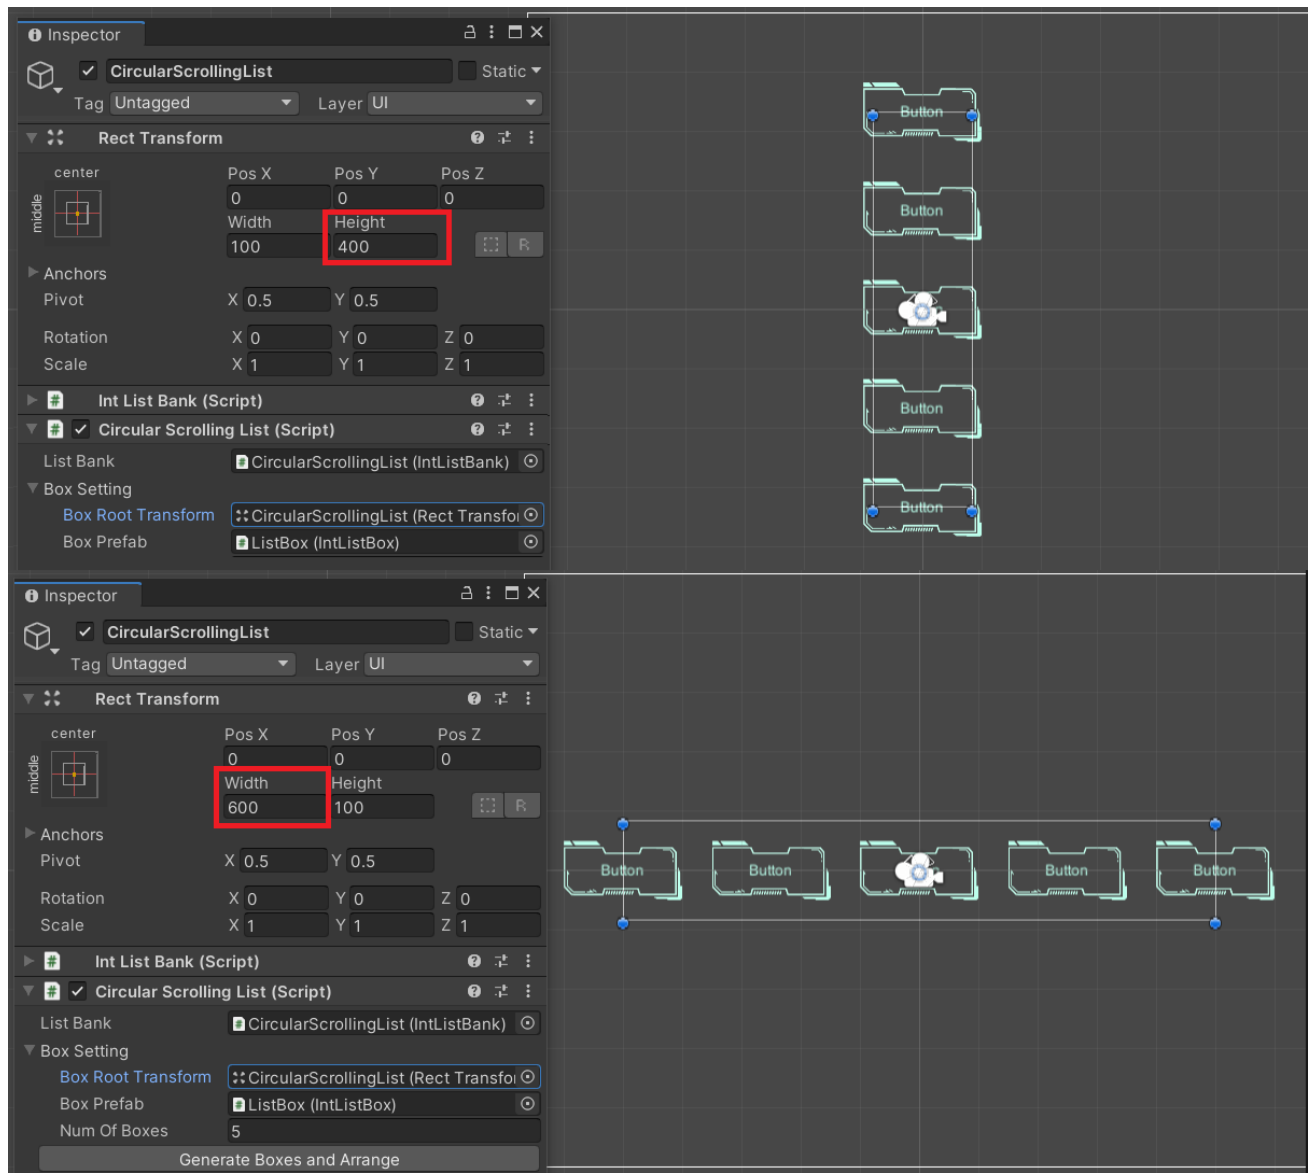 Inspector
CircularScrollingList Static
Tag Untagged Layer UI
Rect Transform
center
middle
Pos X Pos Y Pos Z
0 0 0
Width Height
100 400
R
Anchors
Pivot X 0.5 Y 0.5
Rotation X 0 Y 0 Z 0
Scale X 1 Y 1 Z 1
# Int List Bank (Script)
# Circular Scrolling List (Script)
List Bank CircularScrollingList (IntListBank)
Box Setting
Box Root Transform CircularScrollingList (Rect Transfor
Box Prefab ListBox (IntListBox)
Button
Button
Button
Button
Inspector
CircularScrollingList Static
Tag Untagged Layer UI
Rect Transform
center
middle
Pos X Pos Y Pos Z
0 0 0
Width Height
600 100
R
Anchors
Pivot X 0.5 Y 0.5
Rotation X 0 Y 0 Z 0
Scale X 1 Y 1 Z 1
# Int List Bank (Script)
# Circular Scrolling List (Script)
List Bank CircularScrollingList (IntListBank)
Box Setting
Box Root Transform CircularScrollingList (Rect Transfor
Box Prefab ListBox (IntListBox)
Num Of Boxes 5
Generate Boxes and Arrange
Button Button Button Button